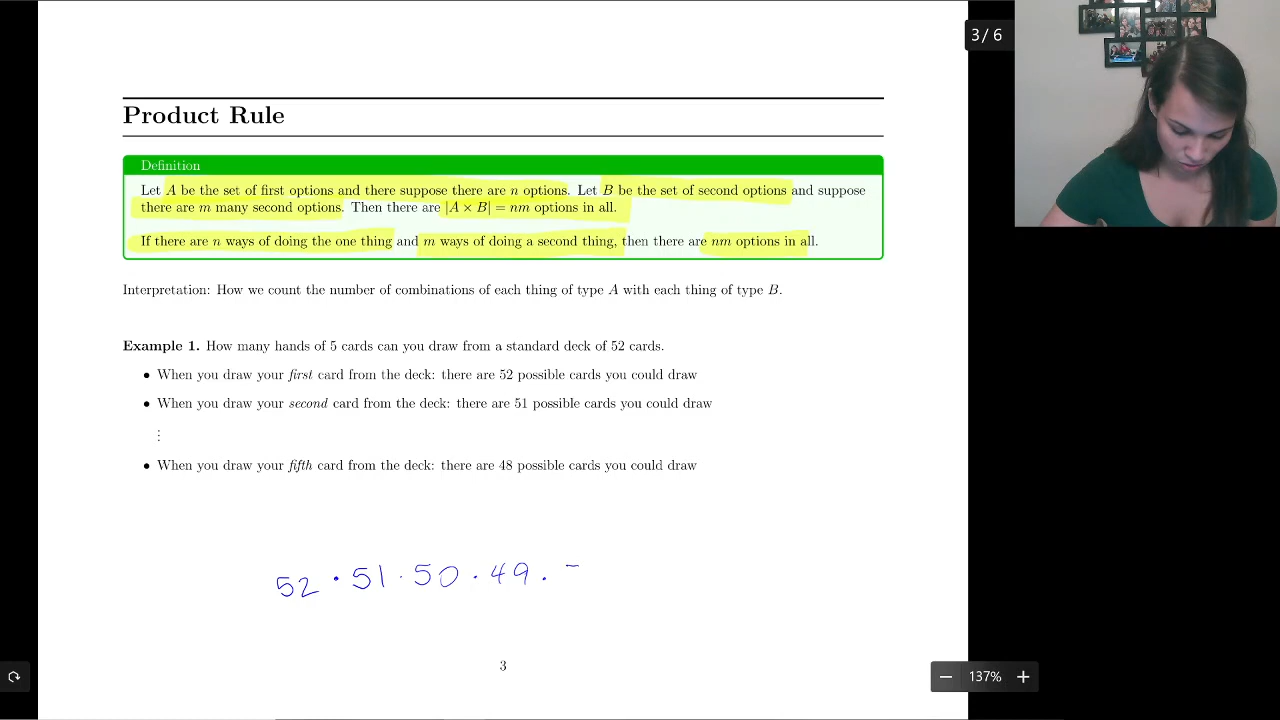 3 / 6
Product Rule
Definition
Let A be the set of first options and there suppose there are n options. Let B be the set of second options and suppose
there are m many second options. Then there are |A × B| = nm options in all.
If there are n ways of doing the one thing and m ways of doing a second thing, then there are nm options in all.
Interpretation: How we count the number of combinations of each thing of type A with each thing of type B.
Example 1. How many hands of 5 cards can you draw from a standard deck of 52 cards.
• When you draw your first card from the deck: there are 52 possible cards you could draw
• When you draw your second card from the deck: there are 51 possible cards you could draw
⋮
• When you draw your fifth card from the deck: there are 48 possible cards you could draw
52 · 51 · 50 · 49 ·
3
137%